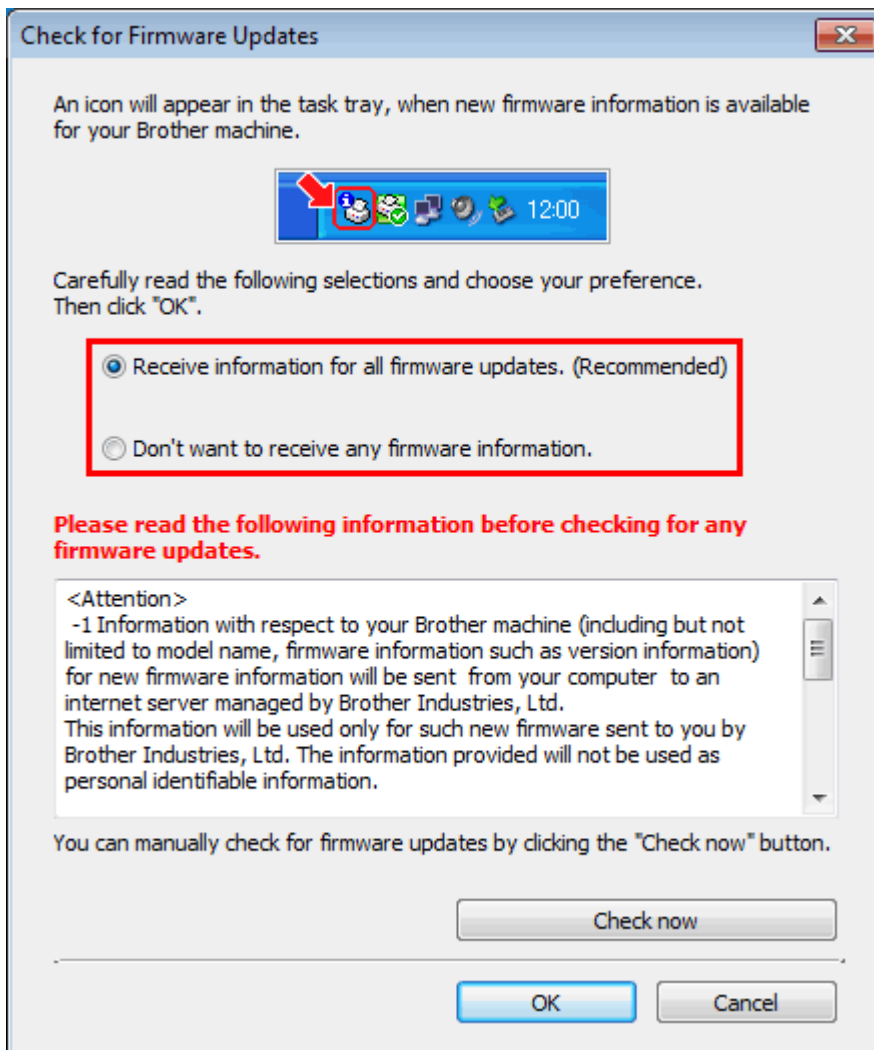 Check for Firmware Updates
An icon will appear in the task tray, when new firmware information is available
for your Brother machine.
12:00
Carefully read the following selections and choose your preference.
Then click "OK".
Receive information for all firmware updates. (Recommended)
Don't want to receive any firmware information.
Please read the following information before checking for any
firmware updates.
<Attention>
-1 Information with respect to your Brother machine (including but not
limited to model name, firmware information such as version information)
for new firmware information will be sent  from your computer  to an
internet server managed by Brother Industries, Ltd.
This information will be used only for such new firmware sent to you by
Brother Industries, Ltd. The information provided will not be used as
personal identifiable information.
You can manually check for firmware updates by clicking the "Check now" button.
Check now
OK
Cancel